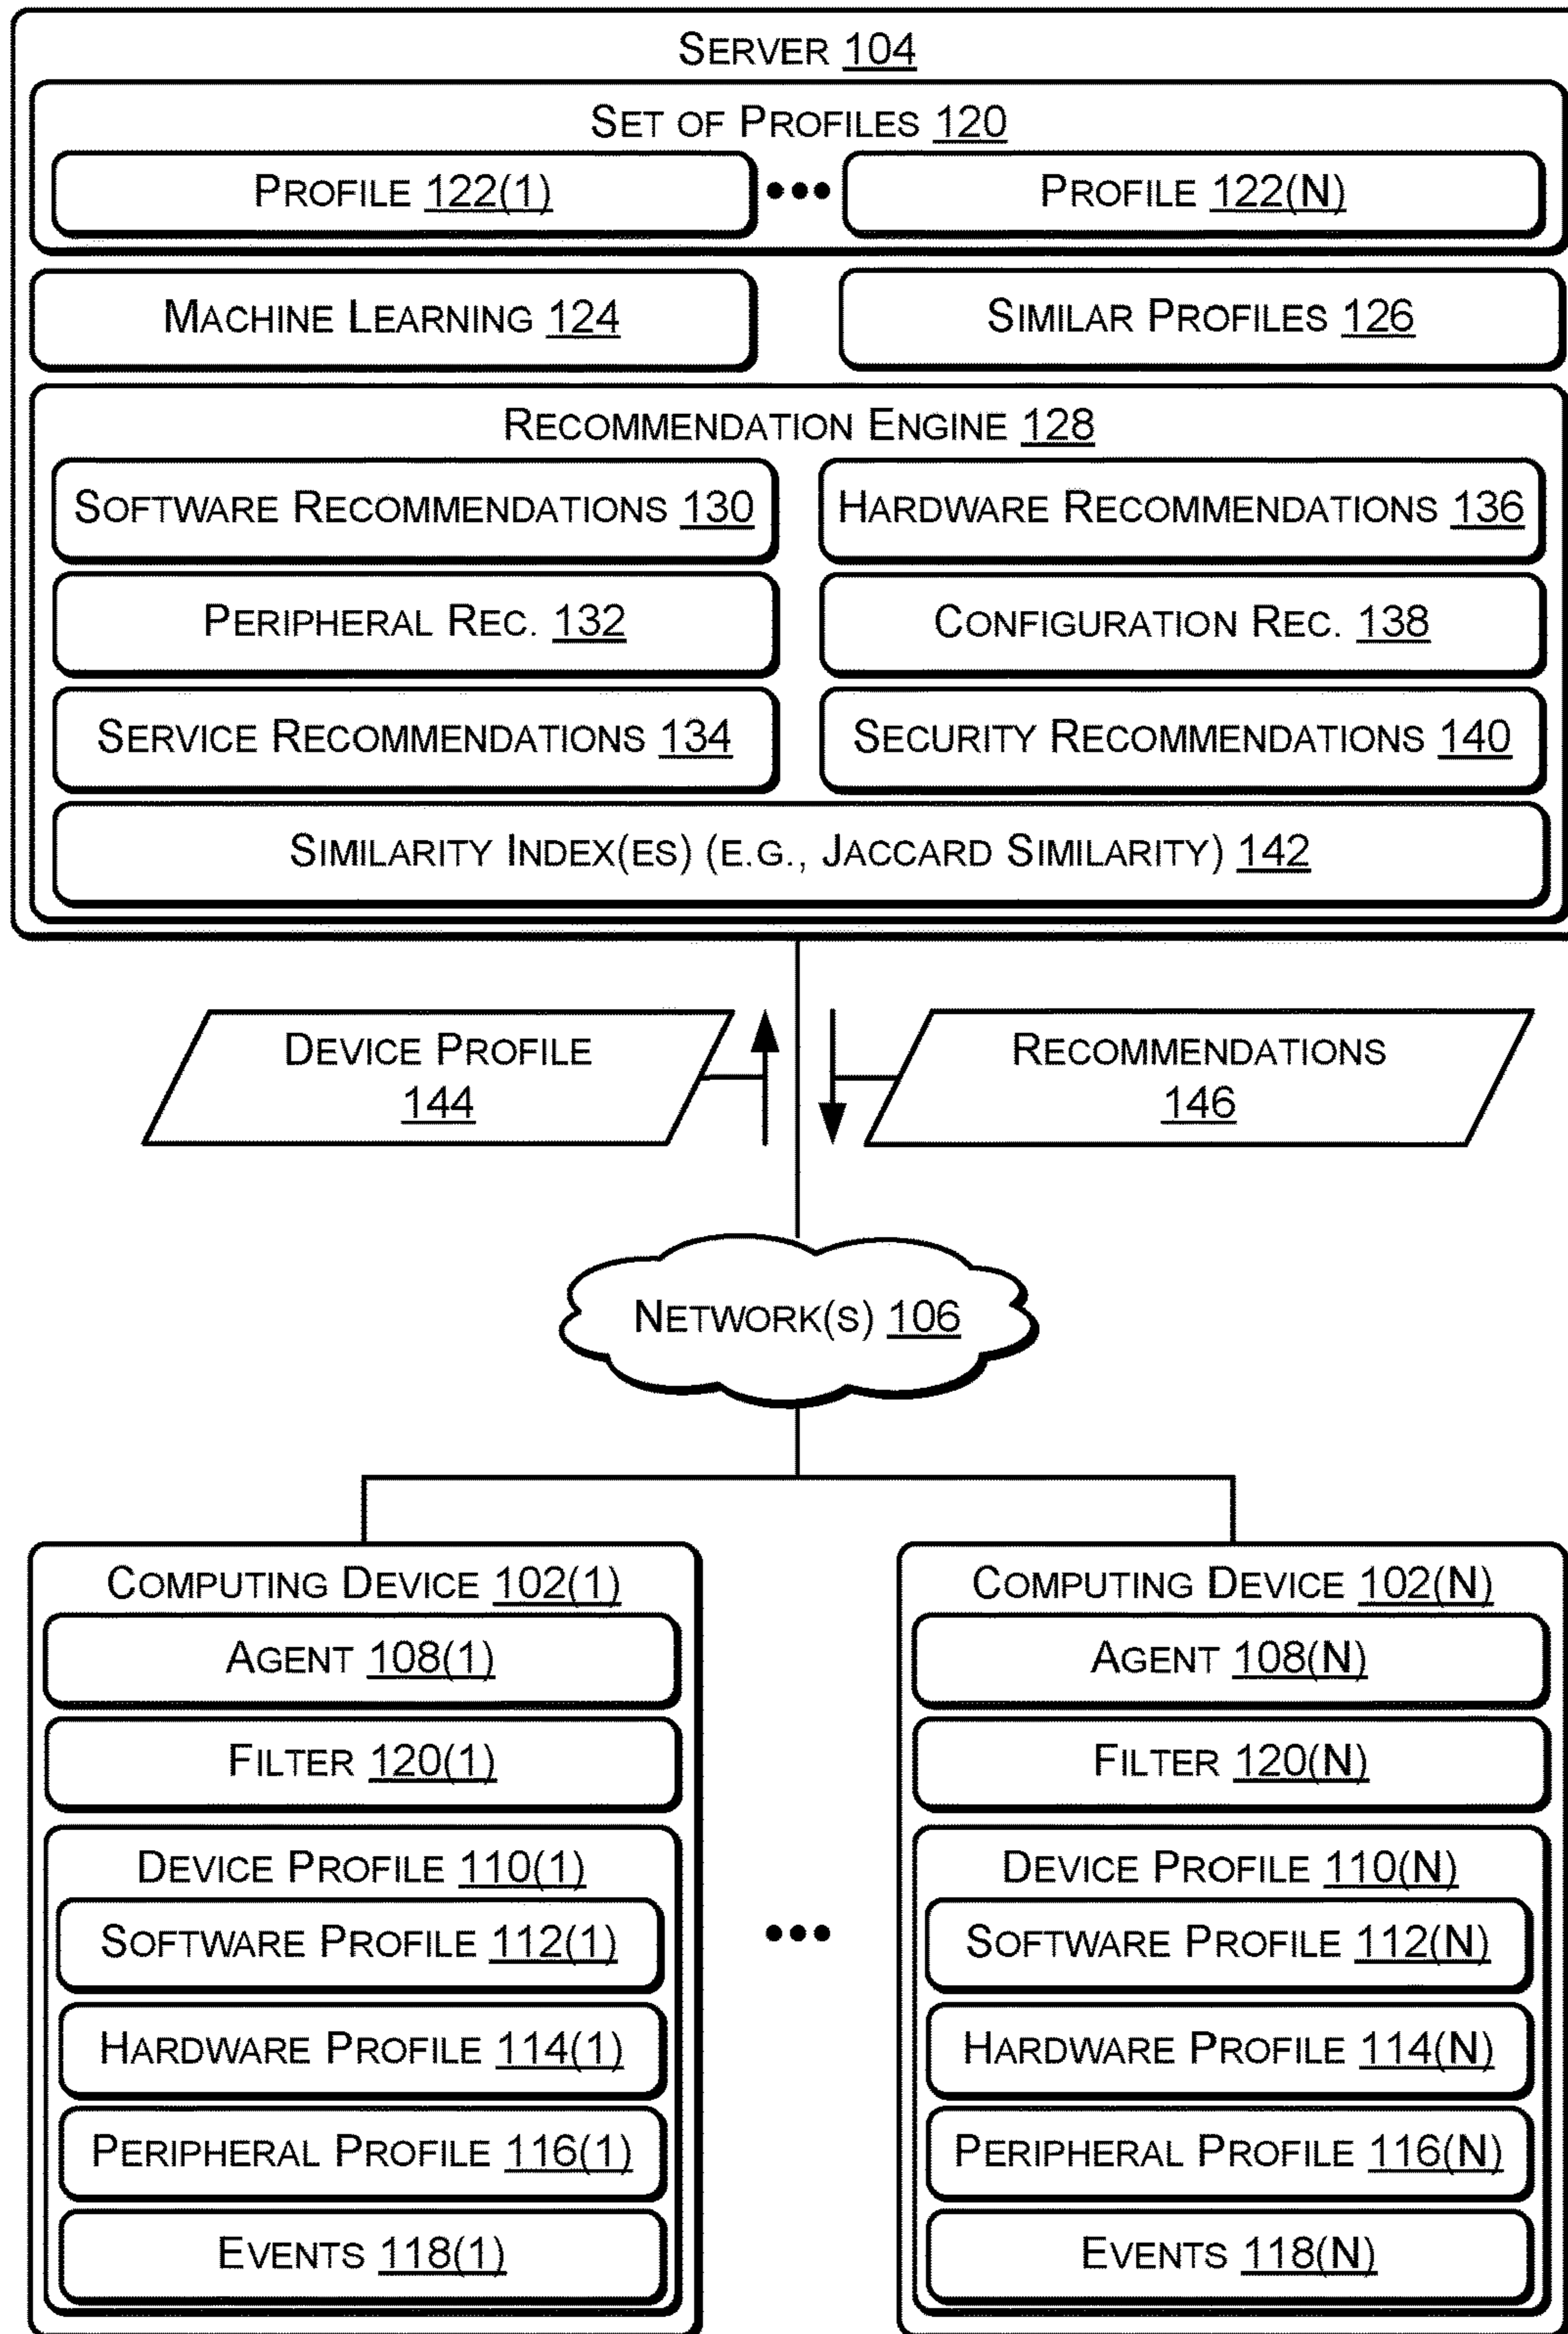 SERVER 104
SET OF PROFILES 120
PROFILE 122(1) ••• PROFILE 122(N)
MACHINE LEARNING 124
SIMILAR PROFILES 126
RECOMMENDATION ENGINE 128
SOFTWARE RECOMMENDATIONS 130
HARDWARE RECOMMENDATIONS 136
PERIPHERAL REC. 132
CONFIGURATION REC. 138
SERVICE RECOMMENDATIONS 134
SECURITY RECOMMENDATIONS 140
SIMILARITY INDEX(ES) (E.G., JACCARD SIMILARITY) 142
DEVICE PROFILE
144
RECOMMENDATIONS
146
NETWORK(S) 106
COMPUTING DEVICE 102(1)
AGENT 108(1)
FILTER 120(1)
DEVICE PROFILE 110(1)
SOFTWARE PROFILE 112(1)
HARDWARE PROFILE 114(1)
PERIPHERAL PROFILE 116(1)
EVENTS 118(1)
•••
COMPUTING DEVICE 102(N)
AGENT 108(N)
FILTER 120(N)
DEVICE PROFILE 110(N)
SOFTWARE PROFILE 112(N)
HARDWARE PROFILE 114(N)
PERIPHERAL PROFILE 116(N)
EVENTS 118(N)